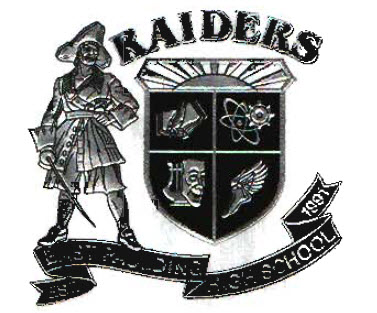 RAIDERS
EAST PAULDING HIGH SCHOOL
EST. 1991